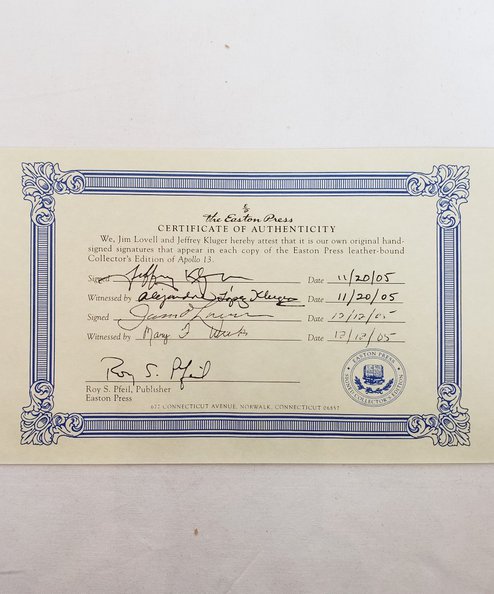 the Easton Press
CERTIFICATE OF AUTHENTICITY
We, Jim Lovell and Jeffrey Kluger hereby attest that it is our own original hand-
signed signatures that appear in each copy of the Easton Press leather-bound
Collector's Edition of Apollo 13.
Signed Jeffrey Kluger Date 11/20/05
Witnessed by Alejandra López Kluger Date 11/20/05
Signed James Lovell Date 12/12/05
Witnessed by Mary F Date 12/12/05
Roy S. Pfeil
Roy S. Pfeil, Publisher
Easton Press
EASTON PRESS
SIGNED COLLECTOR'S EDITION
677 CONNECTICUT AVENUE, NORWALK, CONNECTICUT 06857